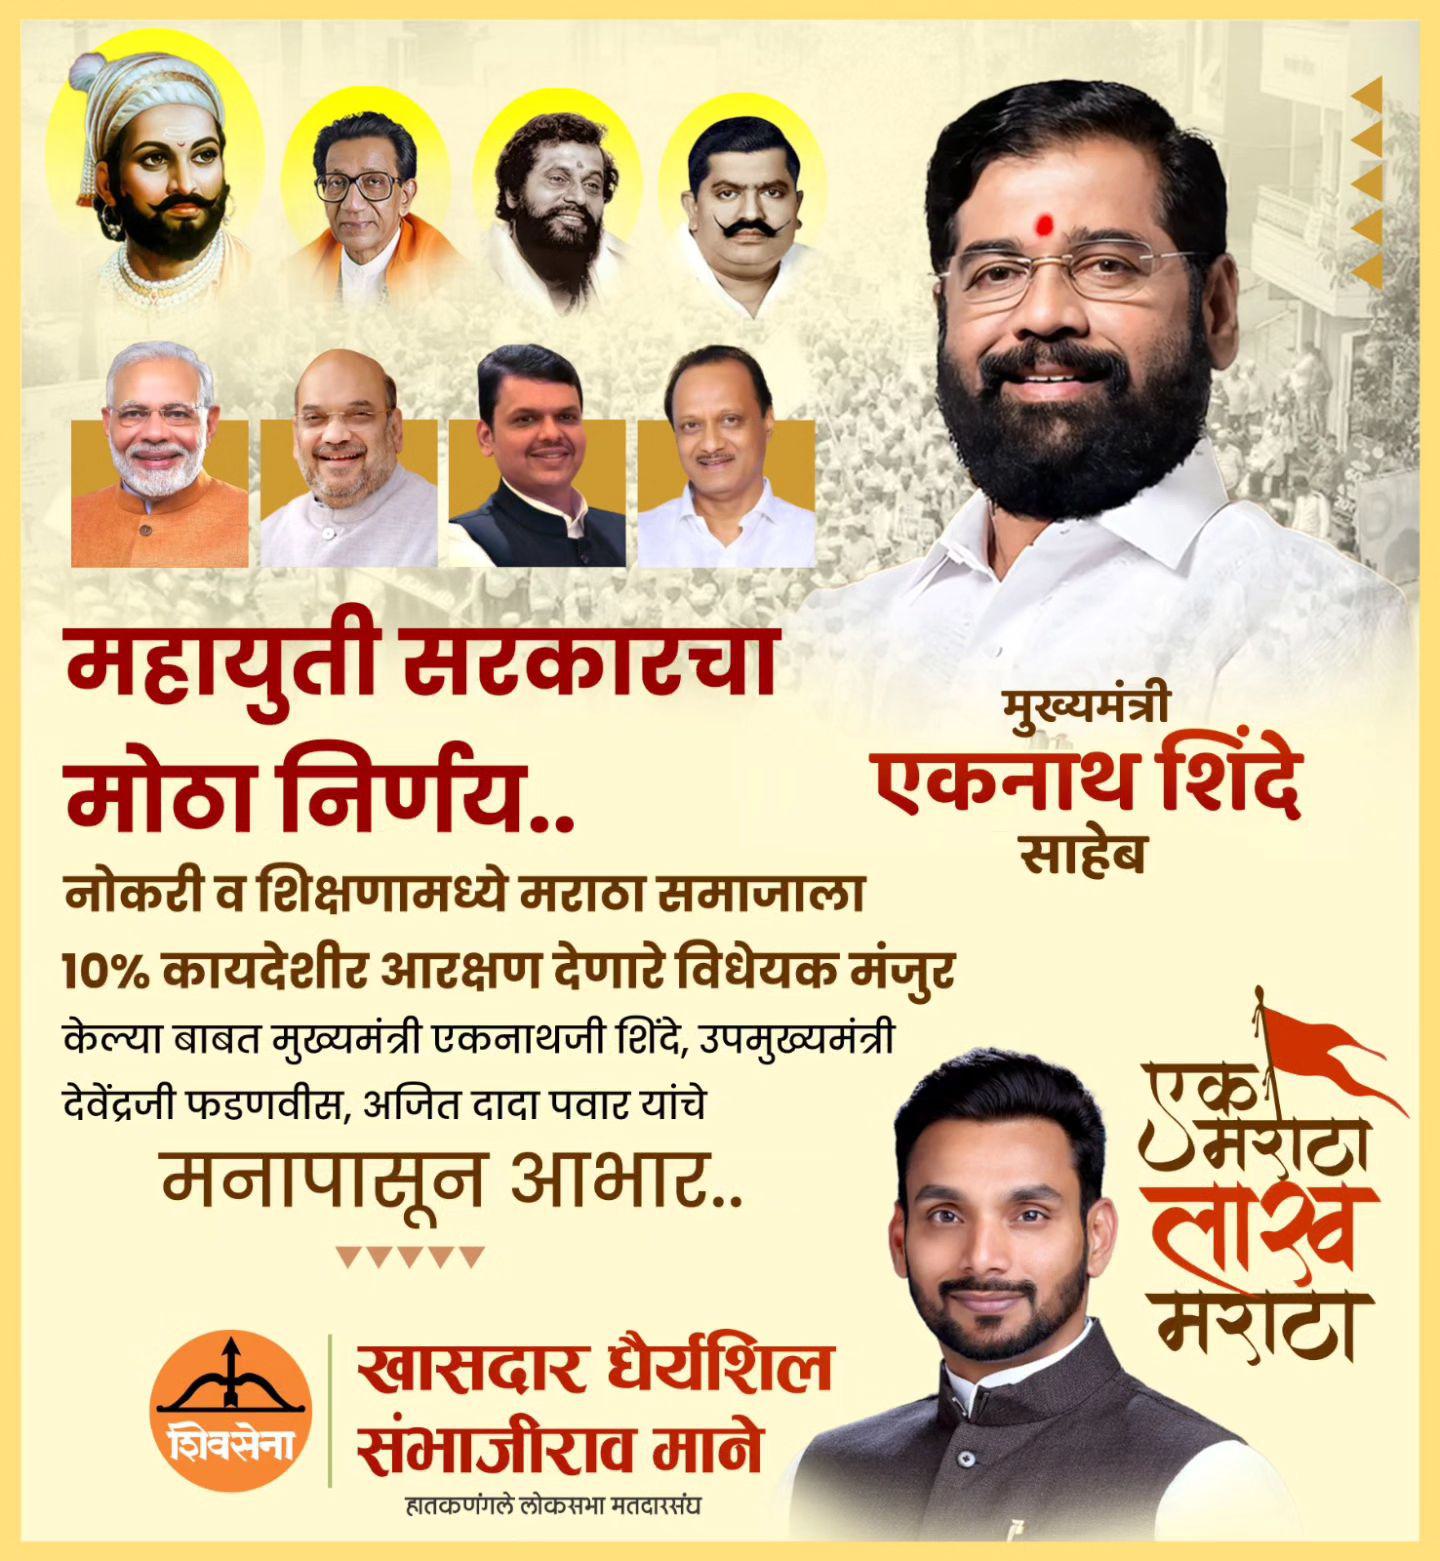 महायुती सरकारचा
मोठा निर्णय..
नोकरी व शिक्षणामध्ये मराठा समाजाला
10% कायदेशीर आरक्षण देणारे विधेयक मंजुर
केल्या बाबत मुख्यमंत्री एकनाथजी शिंदे, उपमुख्यमंत्री
देवेंद्रजी फडणवीस, अजित दादा पवार यांचे
मनापासून आभार..
मुख्यमंत्री
एकनाथ शिंदे
साहेब
एक
मराठा
लाख
मराठा
शिवसेना
खासदार धैर्यशिल
संभाजीराव माने
हातकणंगले लोकसभा मतदारसंघ